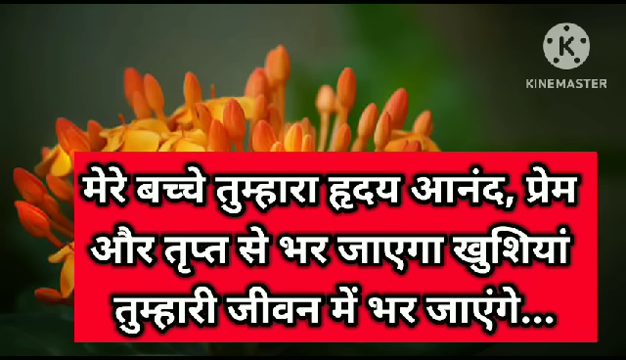 KINEMASTER
मेरे बच्चे तुम्हारा हृदय आनंद, प्रेम
और तृप्त से भर जाएगा खुशियां
तुम्हारी जीवन में भर जाएंगे...